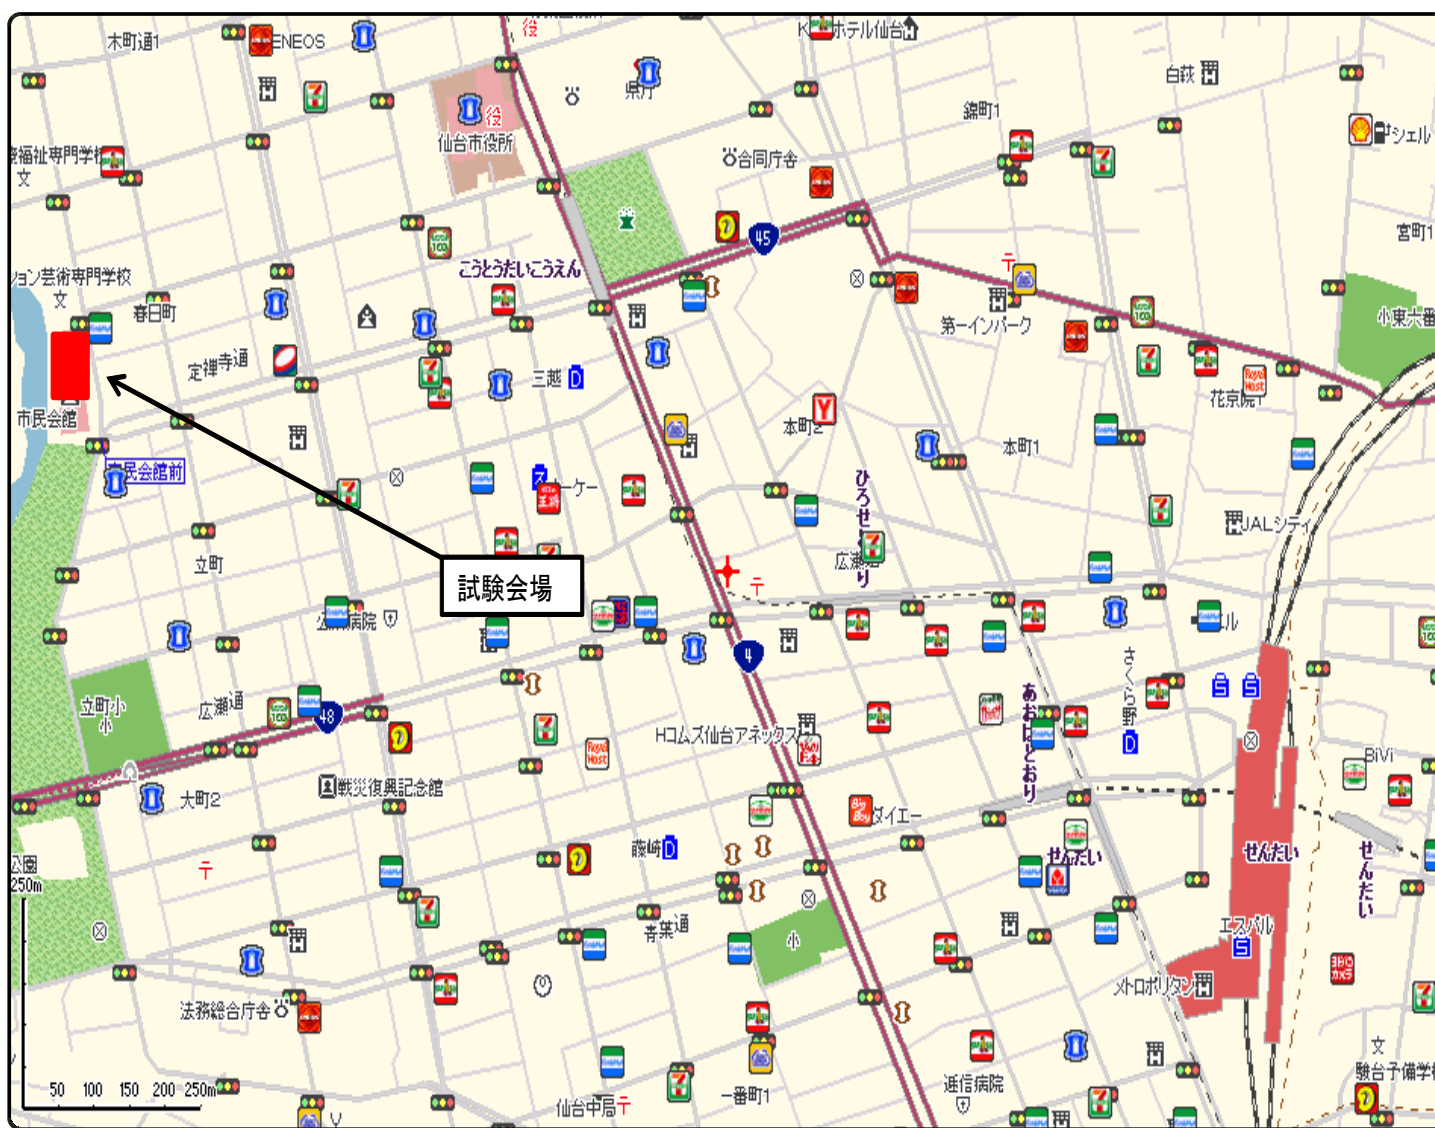 役
木町通1
ENEOS
ホテル仙台
県庁
白萩
役
仙台市役所
錦町1
シェル
福祉専門学校
文
合同庁舎
45
宮町1
こうとうだいこうえん
ション芸術専門学校
文
春日町
第一インパーク
小東六番
定禅寺通
三越
市民会館
花京院1
本町2
本町1
民会館前
ひろせ
JALシティ
立町
広瀬
り
試験会場
病院
4
さくら野
立町小
広瀬通
48
Hコムズ仙台アネックス
BiVi
戦災復興記念館
大町2
ダイエー
藤崎
せんだい
せんだい
せんだい
公園
250m
青葉通
小
エスパル
メトロポリタン
法務総合庁舎
文
駿台予備学校
50 100 150 200 250m
仙台中局
一番町1
逓信病院